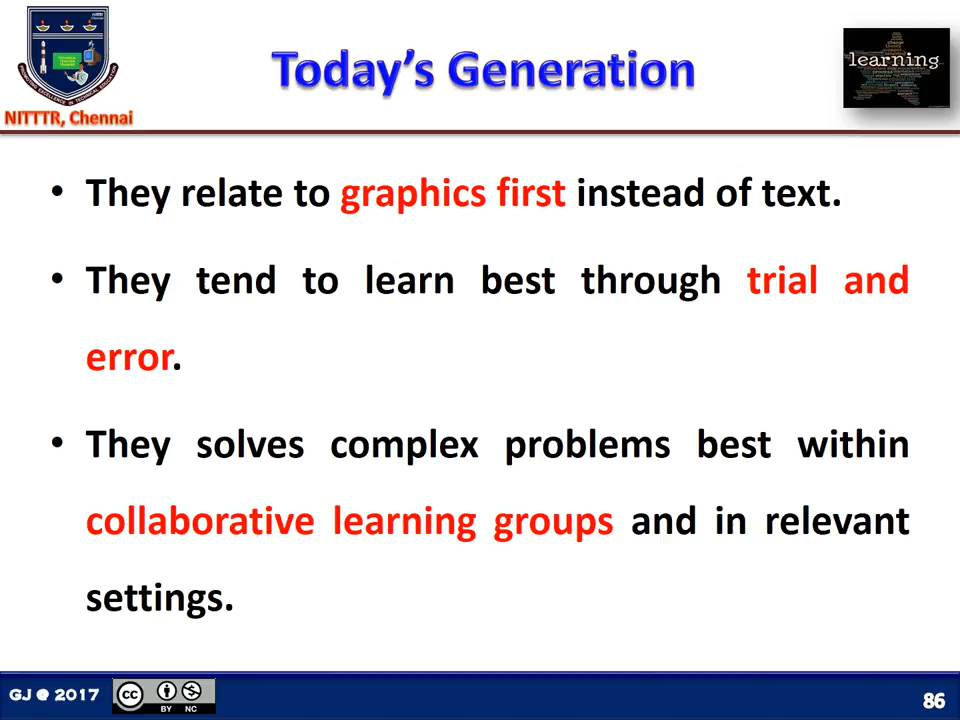 Today's Generation
NITTTR, Chennai
learning
• They relate to graphics first instead of text.
• They tend to learn best through trial and
error.
• They solves complex problems best within
collaborative learning groups and in relevant
settings.
GJ @ 2017
cc
BY NC
86